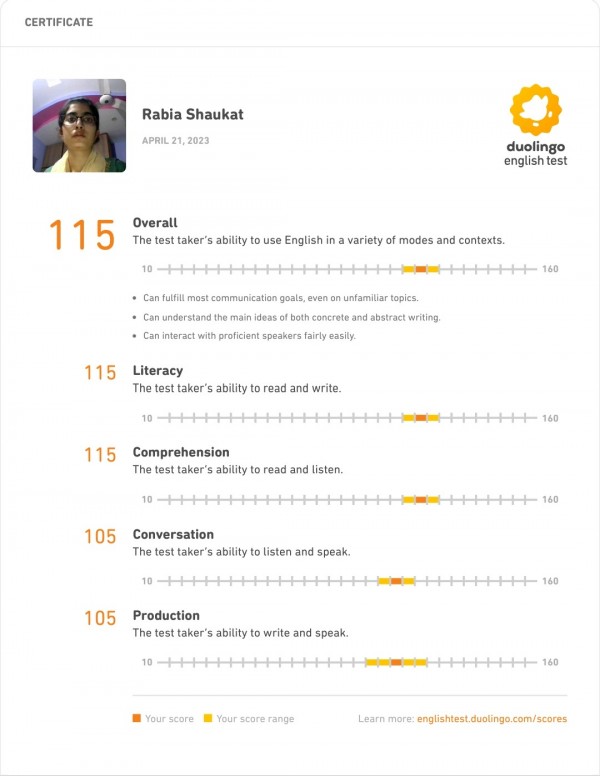 CERTIFICATE
Rabia Shaukat
APRIL 21, 2023
duolingo
english test
115
Overall
The test taker's ability to use English in a variety of modes and contexts.
10 160
• Can fulfill most communication goals, even on unfamiliar topics.
• Can understand the main ideas of both concrete and abstract writing.
• Can interact with proficient speakers fairly easily.
115 Literacy
The test taker's ability to read and write.
10 160
115 Comprehension
The test taker's ability to read and listen.
10 160
105 Conversation
The test taker's ability to listen and speak.
10 160
105 Production
The test taker's ability to write and speak.
10 160
Your score Your score range Learn more: englishtest.duolingo.com/scores